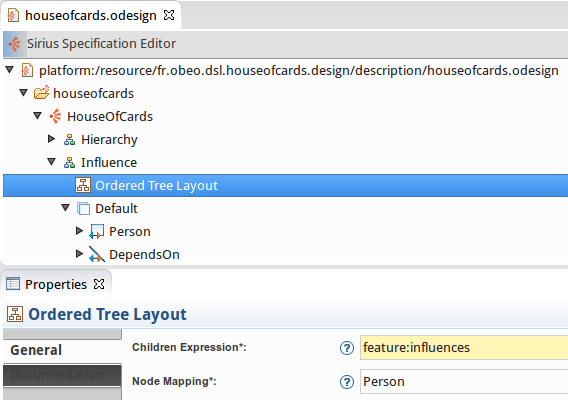 houseofcards.odesign
Sirius Specification Editor
platform:/resource/fr.obeo.dsl.houseofcards.design/description/houseofcards.odesign
houseofcards
HouseOfCards
Hierarchy
Influence
Ordered Tree Layout
Default
Person
DependsOn
Properties
Ordered Tree Layout
General
Children Expression*: ? feature:influences
Documentation
Node Mapping*: ? Person